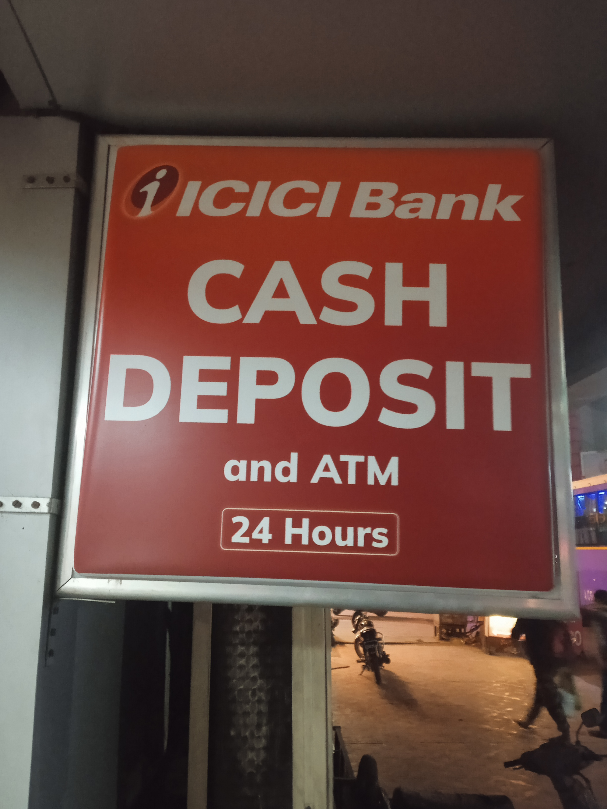 ICICI Bank
CASH
DEPOSIT
and ATM
24 Hours